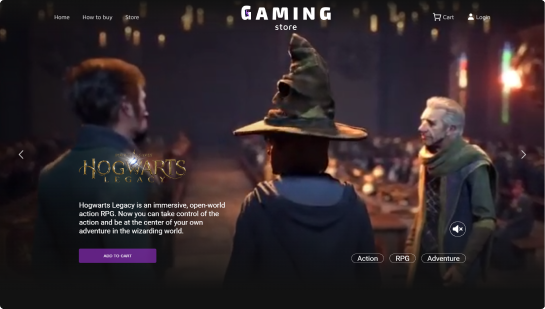 Home How to buy Store
GAMING
store
Cart Login
HOGWARTS
LEGACY
Hogwarts Legacy is an immersive, open-world
action RPG. Now you can take control of the
action and be at the center of your own
adventure in the wizarding world.
ADD TO CART
Action RPG Adventure